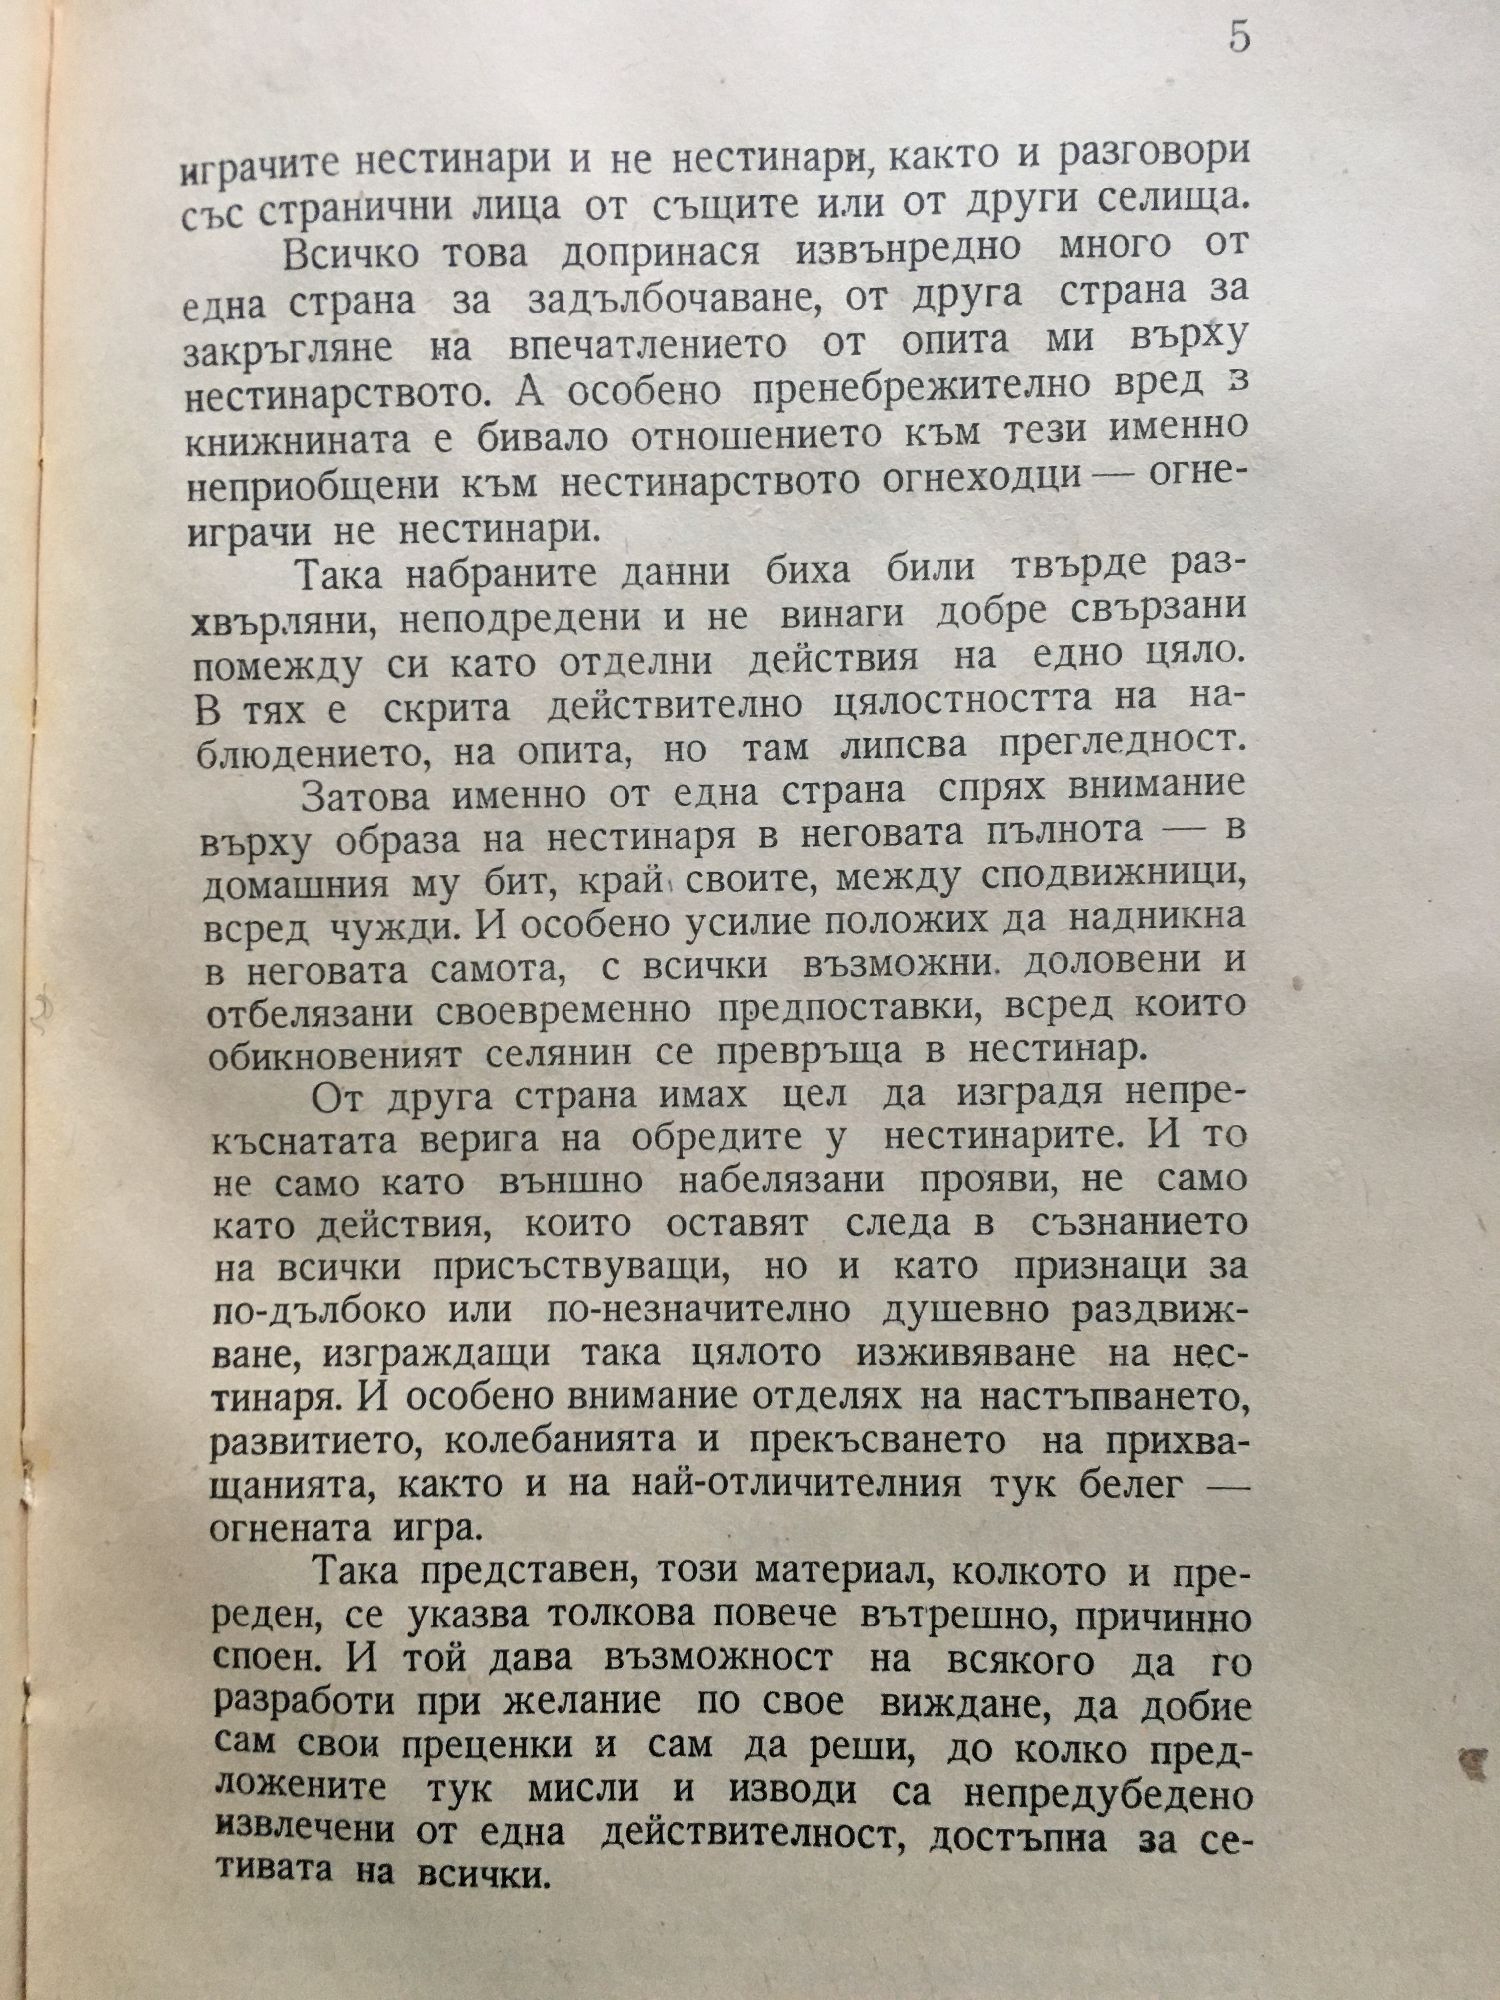 5
играчите нестинари и не нестинари, както и разговори
със странични лица от същите или от други селища.
Всичко това допринася извънредно много от
една страна за задълбочаване, от друга страна за
закръгляне на впечатлението от опита ми върху
нестинарството. А особено пренебрежително вред в
книжнината е бивало отношението към тези именно
неприобщени към нестинарството огнеходци — огне-
играчи не нестинари.
Така набраните данни биха били твърде раз-
хвърляни, неподредени и не винаги добре свързани
помежду си като отделни действия на едно цяло.
В тях е скрита действително цялостността на на-
блюдението, на опита, но там липсва прегледност.
Затова именно от една страна спрях внимание
върху образа на нестинаря в неговата пълнота — в
домашния му бит, край своите, между сподвижници,
всред чужди. И особено усилие положих да надникна
в неговата самота, с всички възможни. доловени и
отбелязани своевременно предпоставки, всред които
обикновеният селянин се превръща в нестинар.
От друга страна имах цел да изградя непре-
къснатата верига на обредите у нестинарите. И то
не само като външно набелязани прояви, не само
като действия, които оставят следа в съзнанието
на всички присъствуващи, но и като признаци за
по-дълбоко или по-незначително душевно раздвиж-
ване, изграждащи така цялото изживяване на нес-
тинаря. И особено внимание отделях на настъпването,
развитието, колебанията и прекъсването на прихва-
щанията, както и на най-отличителния тук белег —
огнената игра.
Така представен, този материал, колкото и пре-
реден, се указва толкова повече вътрешно, причинно
споен. И той дава възможност на всякого да го
разработи при желание по свое виждане, да добие
сам свои преценки и сам да реши, до колко пред-
ложените тук мисли и изводи са непредубедено
извлечени от една действителност, достъпна за се-
тивата на всички.